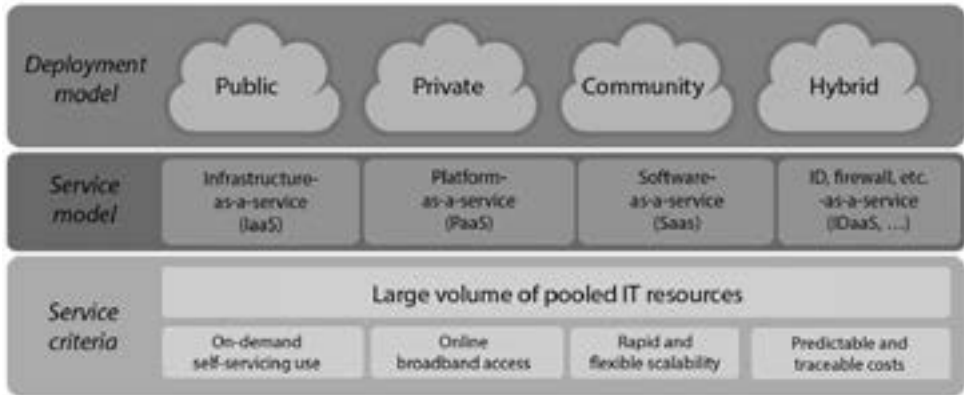 Deployment
model
Public
Private
Community
Hybrid
Service
model
Infrastructure-
as-a-service
(IaaS)
Platform-
as-a-service
(PaaS)
Software-
as-a-service
(Saas)
ID, firewall, etc.
-as-a-service
(IDaaS, ...)
Service
criteria
Large volume of pooled IT resources
On-demand
self-servicing use
Online
broadband access
Rapid and
flexible scalability
Predictable and
traceable costs